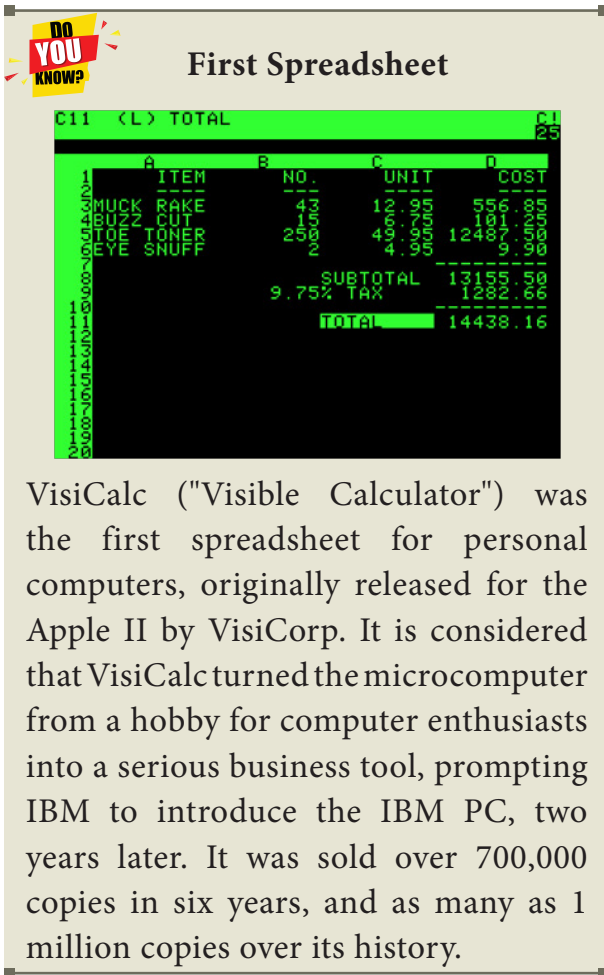 DO
YOU
KNOW?
First Spreadsheet
C11 (L) TOTAL C!
25
A B C D
1 ITEM NO. UNIT COST
2 ---- ---- ---- ----
3 MUCK RAKE 43 12.95 556.85
4 BUZZ CUT 15 6.75 101.25
5 TOE TONER 250 49.95 12487.50
6 EYE SNUFF 2 4.95 9.90
7 ---------
8 SUBTOTAL 13155.50
9 9.75% TAX 1282.66
10 ---------
11 TOTAL 14438.16
12
13
14
15
16
17
18
19
20
VisiCalc ("Visible Calculator") was
the first spreadsheet for personal
computers, originally released for the
Apple II by VisiCorp. It is considered
that VisiCalc turned the microcomputer
from a hobby for computer enthusiasts
into a serious business tool, prompting
IBM to introduce the IBM PC, two
years later. It was sold over 700,000
copies in six years, and as many as 1
million copies over its history.